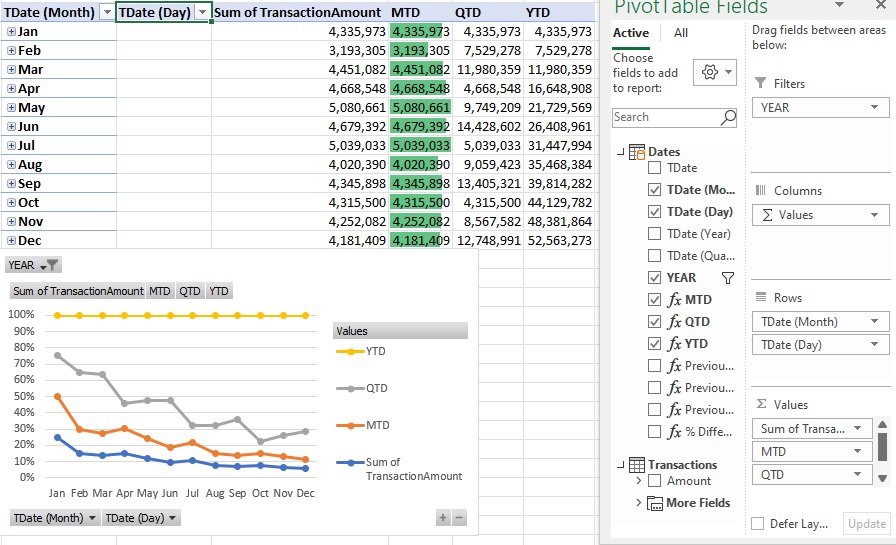 TDate (Month) TDate (Day) Sum of TransactionAmount MTD QTD YTD
Jan 4,335,973 4,335,973 4,335,973 4,335,973
Feb 3,193,305 3,193,305 7,529,278 7,529,278
Mar 4,451,082 4,451,082 11,980,359 11,980,359
Apr 4,668,548 4,668,548 4,668,548 16,648,908
May 5,080,661 5,080,661 9,749,209 21,729,569
Jun 4,679,392 4,679,392 14,428,602 26,408,961
Jul 5,039,033 5,039,033 5,039,033 31,447,994
Aug 4,020,390 4,020,390 9,059,423 35,468,384
Sep 4,345,898 4,345,898 13,405,321 39,814,282
Oct 4,315,500 4,315,500 4,315,500 44,129,782
Nov 4,252,082 4,252,082 8,567,582 48,381,864
Dec 4,181,409 4,181,409 12,748,991 52,563,273
YEAR
Sum of TransactionAmount MTD QTD YTD
100%
90%
80%
70%
60%
50%
40%
30%
20%
10%
0%
Jan Feb Mar Apr May Jun Jul Aug Sep Oct Nov Dec
Values
YTD
QTD
MTD
Sum of
TransactionAmount
TDate (Month) TDate (Day)
PivotTable Fields
Active All
Choose
fields to add
to report:
Search
Dates
TDate
TDate (Mo...
TDate (Day)
TDate (Year)
TDate (Qua...
YEAR
fx MTD
fx QTD
fx YTD
fx Previou...
fx Previou...
fx Previou...
fx % Diffe...
Transactions
Amount
More Fields
Drag fields between areas
below:
Filters
YEAR
Columns
Σ Values
Rows
TDate (Month)
TDate (Day)
Σ Values
Sum of Transa...
MTD
QTD
Defer Lay... Update